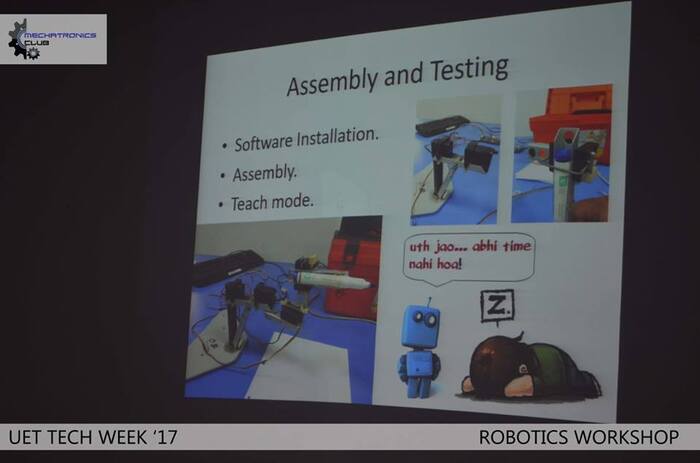 MECHATRONICS
CLUB
Assembly and Testing
• Software Installation.
• Assembly.
• Teach mode.
uth jao... abhi time
nahi hoa!
Z.
UET TECH WEEK ‘17
ROBOTICS WORKSHOP